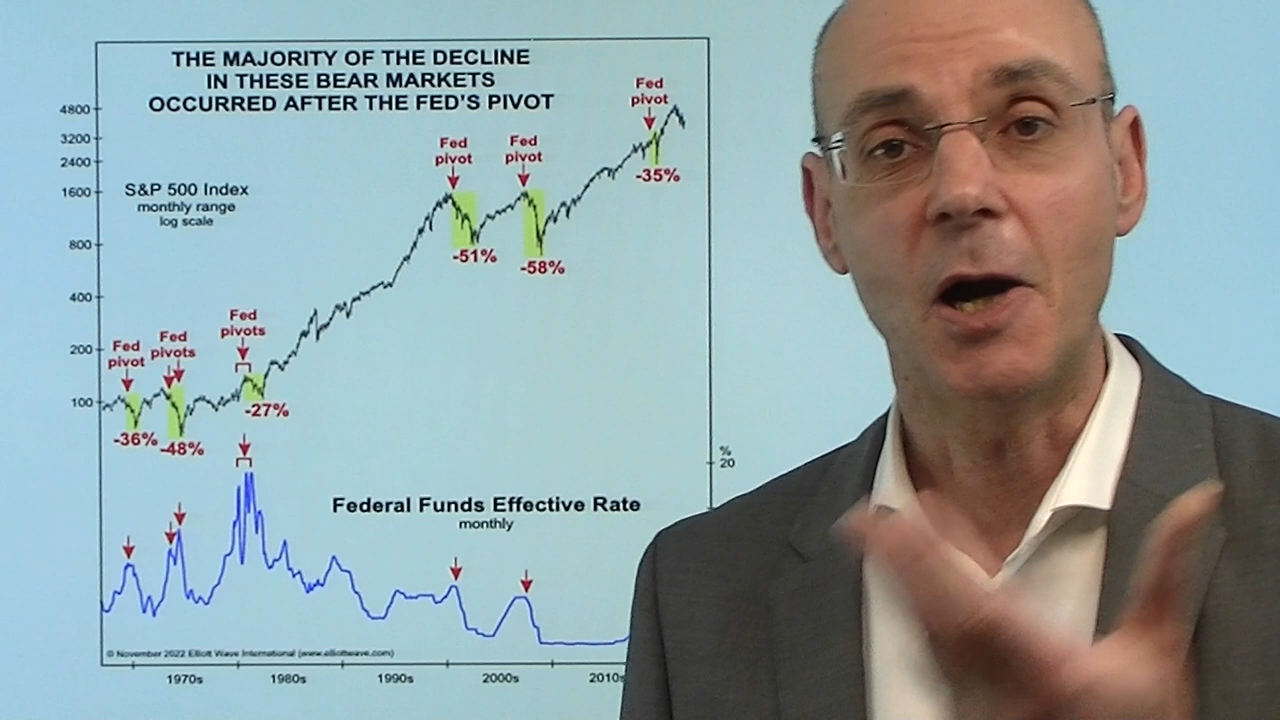 THE MAJORITY OF THE DECLINE
IN THESE BEAR MARKETS
OCCURRED AFTER THE FED'S PIVOT
Fed
pivot
4800
3200
2400
1600
800
400
200
100
S&P 500 Index
monthly range
log scale
Fed
pivot
Fed
pivot
-35%
-51%
-58%
Fed
pivots
Fed
pivots
Fed
pivot
-27%
-36%
-48%
%
20
Federal Funds Effective Rate
monthly
© November 2022 Elliott Wave International (www.elliottwave.com)
1970s
1980s
1990s
2000s
2010s